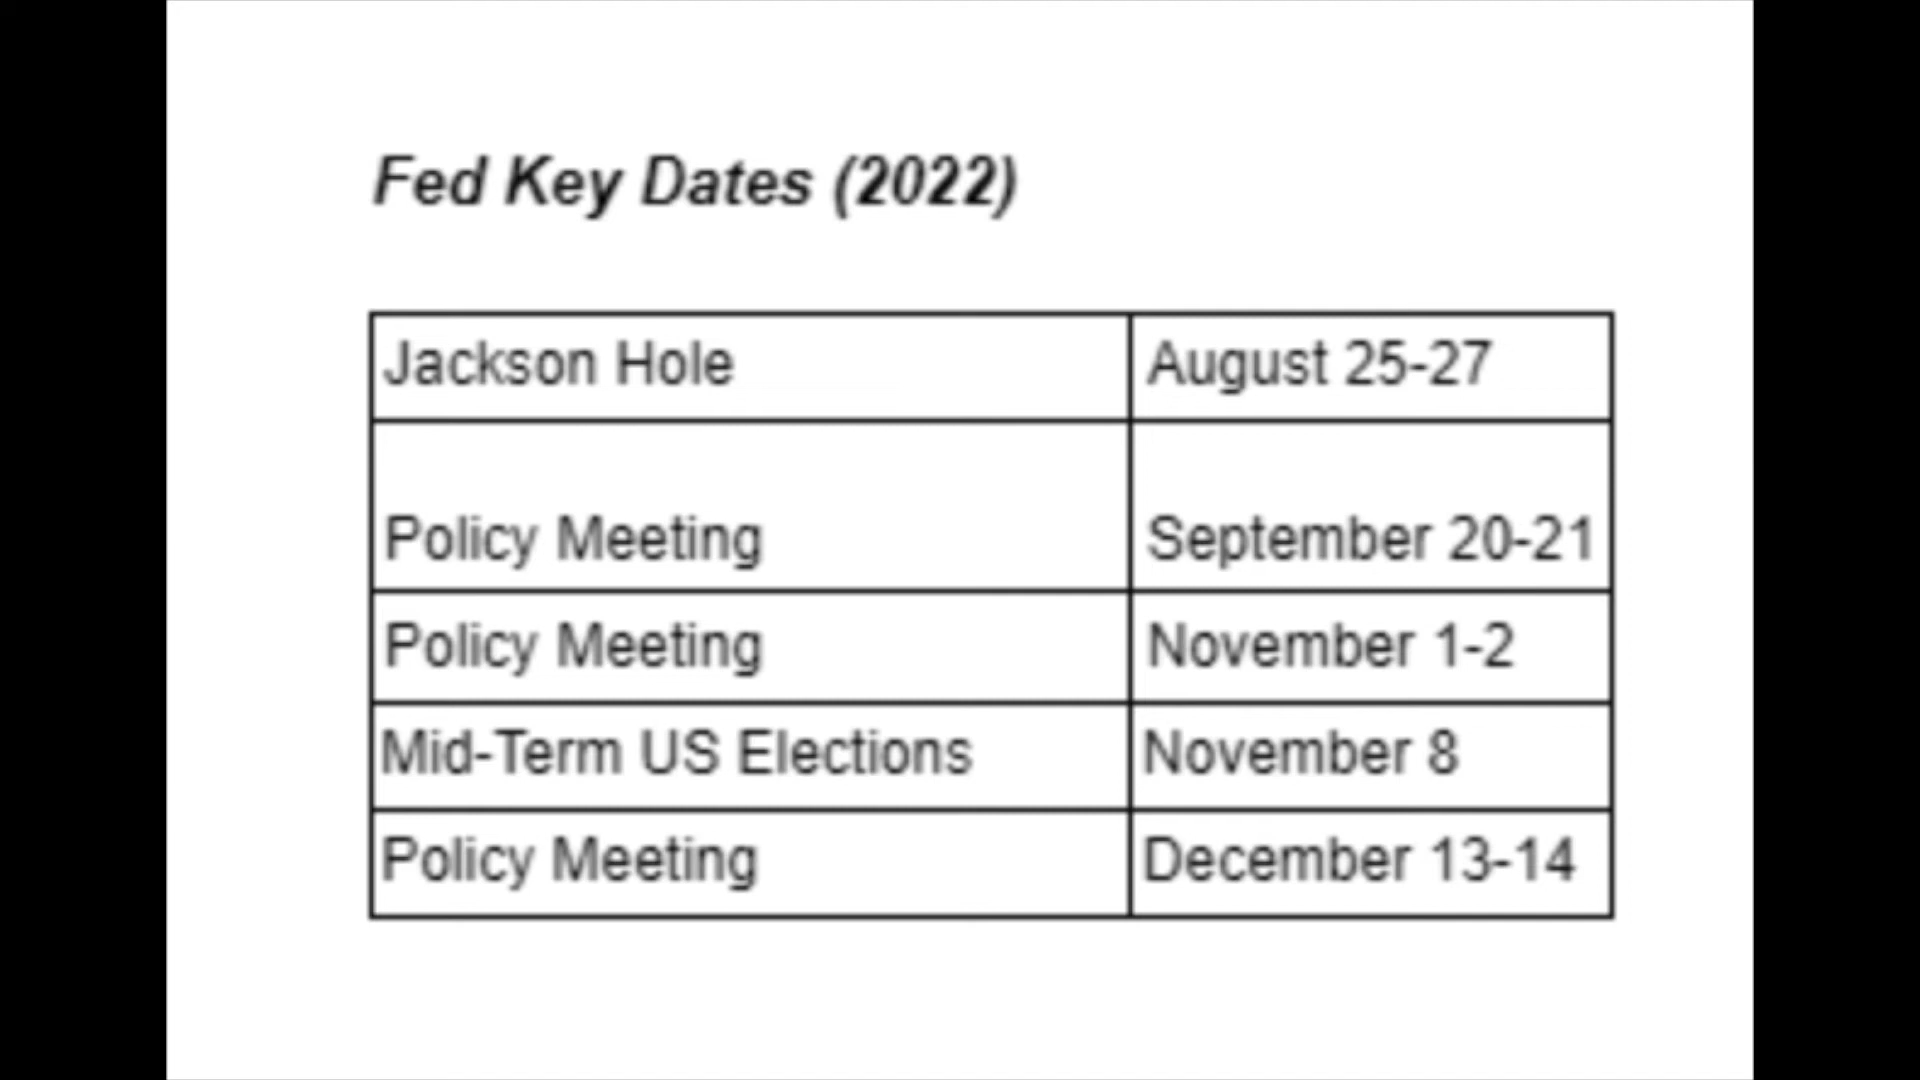 Fed Key Dates (2022)
Jackson Hole August 25-27
Policy Meeting September 20-21
Policy Meeting November 1-2
Mid-Term US Elections November 8
Policy Meeting December 13-14